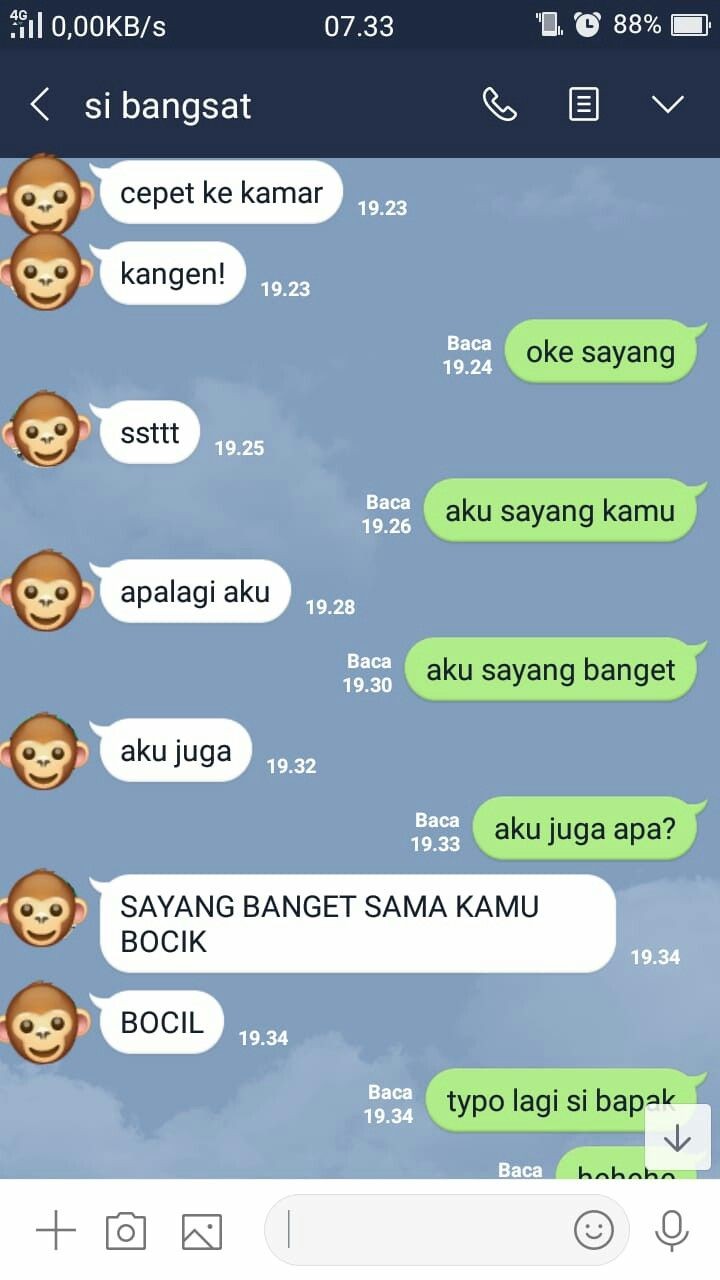 4G 0,00KB/s 07.33 88%
si bangsat
cepet ke kamar
19.23
kangen!
19.23
Baca
19.24
oke sayang
ssttt
19.25
Baca
19.26
aku sayang kamu
apalagi aku
19.28
Baca
19.30
aku sayang banget
aku juga
19.32
Baca
19.33
aku juga apa?
SAYANG BANGET SAMA KAMU
BOCIK
19.34
BOCIL
19.34
Baca
19.34
typo lagi si bapak
Baca